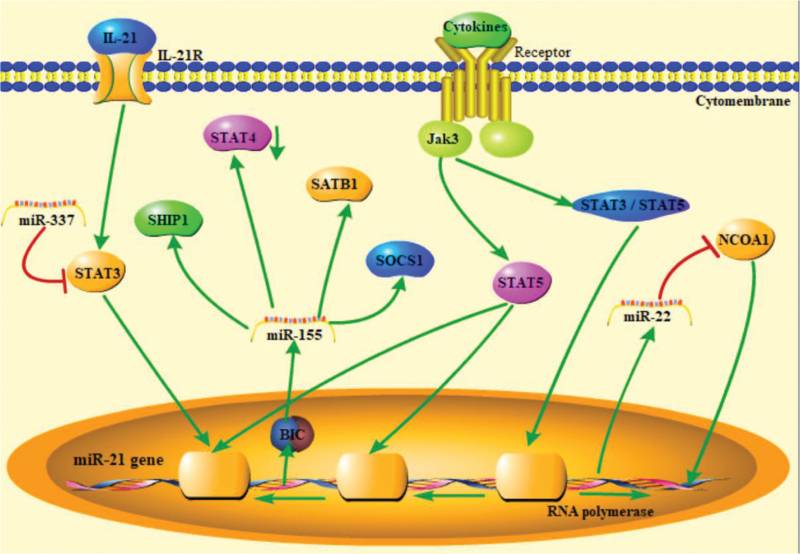 IL-21
IL-21R
Cytokines
Receptor
Cytomembrane
STAT4
Jak3
SATB1
miR-337
SHIP1
STAT3 / STAT5
NCOA1
STAT3
SOCS1
STAT5
miR-155
miR-22
BIC
miR-21 gene
RNA polymerase